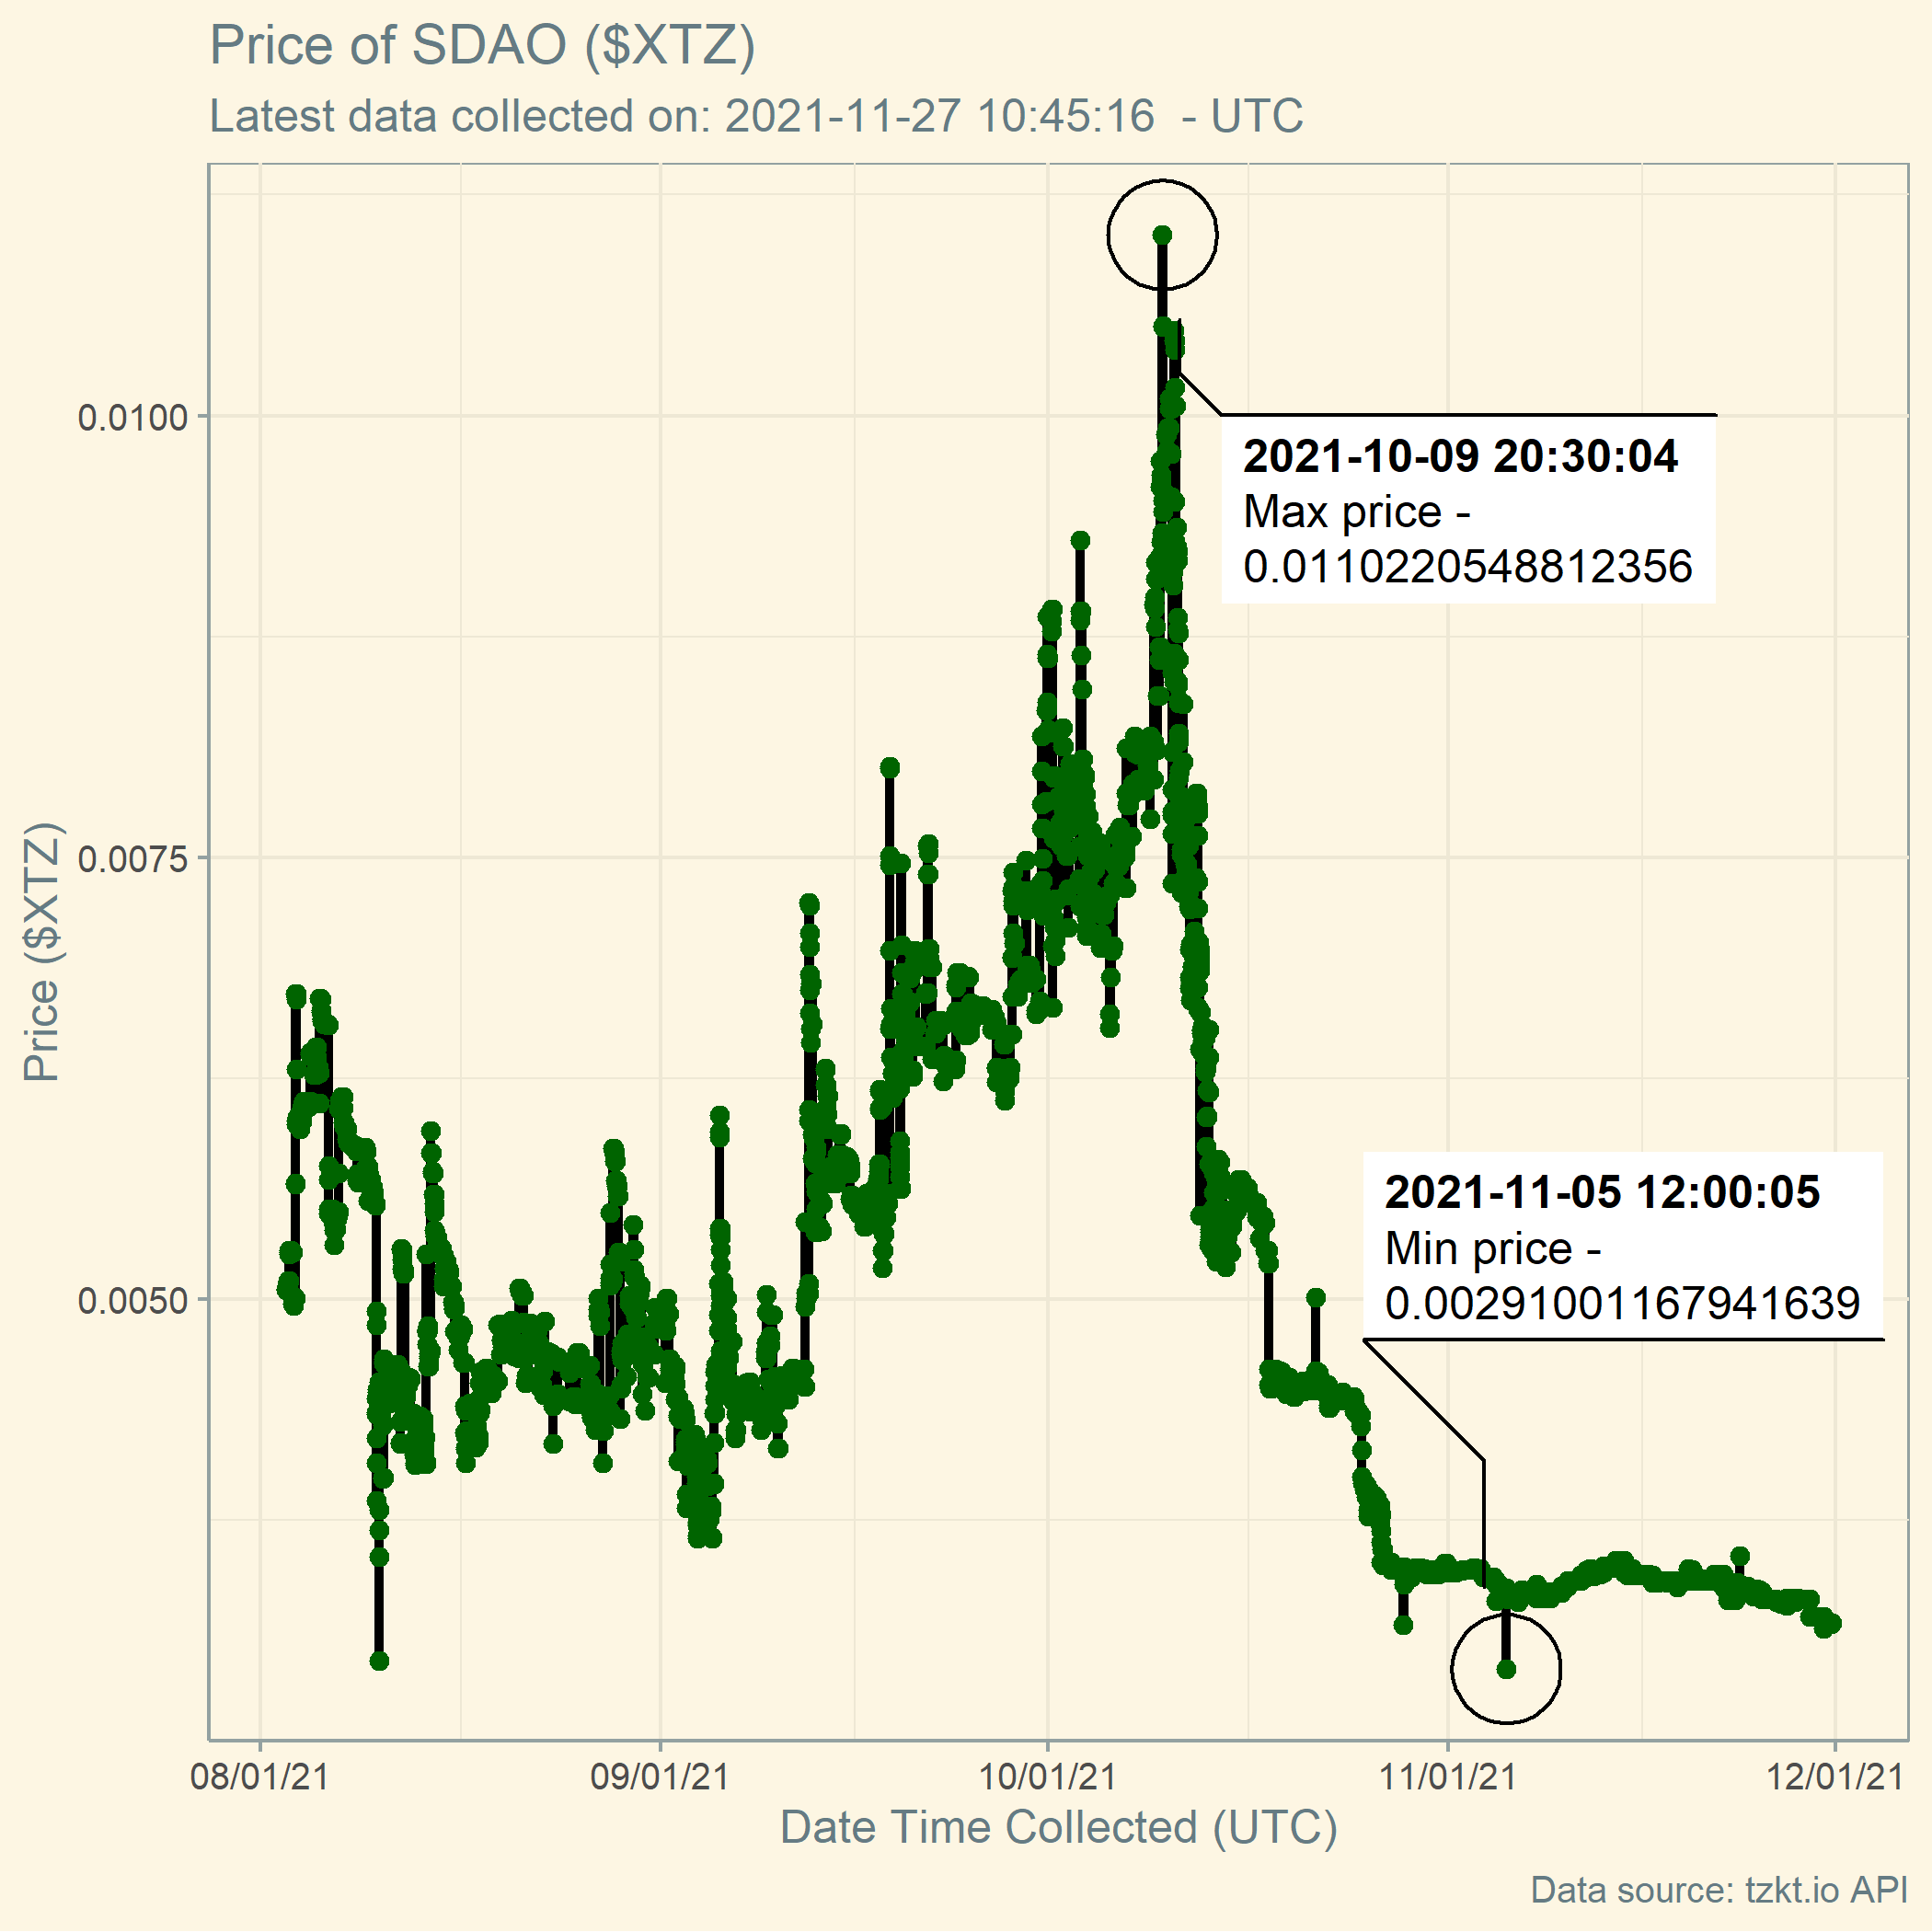 Price of SDAO ($XTZ)
Latest data collected on: 2021-11-27 10:45:16  - UTC
Price ($XTZ)
0.0100
0.0075
0.0050
2021-10-09 20:30:04
Max price -
0.0110220548812356
2021-11-05 12:00:05
Min price -
0.00291001167941639
08/01/21
09/01/21
10/01/21
11/01/21
12/01/21
Date Time Collected (UTC)
Data source: tzkt.io API